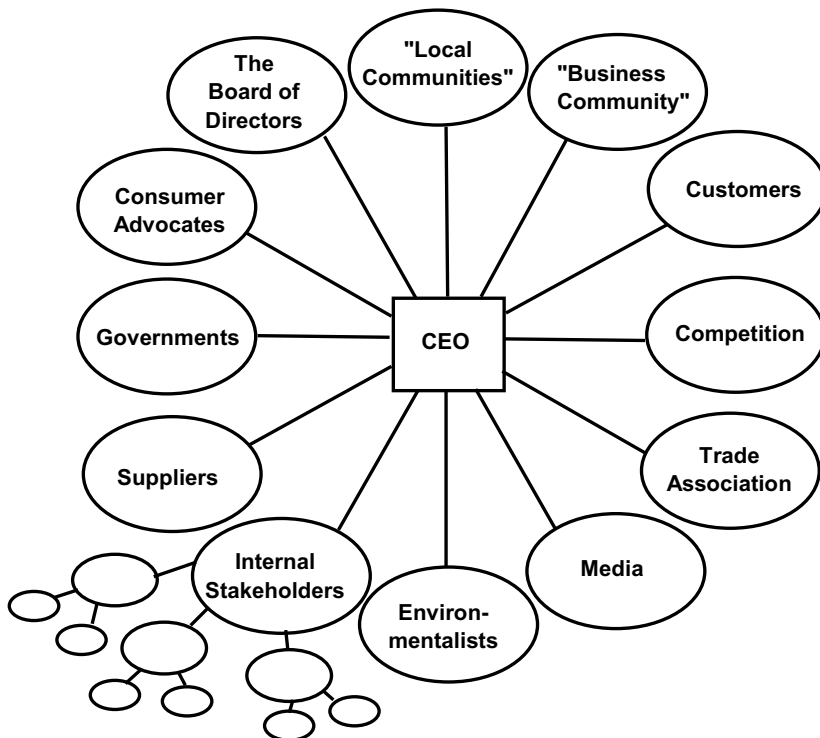 The
Board of
Directors
"Local
Communities"
"Business
Community"
Consumer
Advocates
Customers
Governments
CEO
Competition
Suppliers
Trade
Association
Internal
Stakeholders
Environ-
mentalists
Media